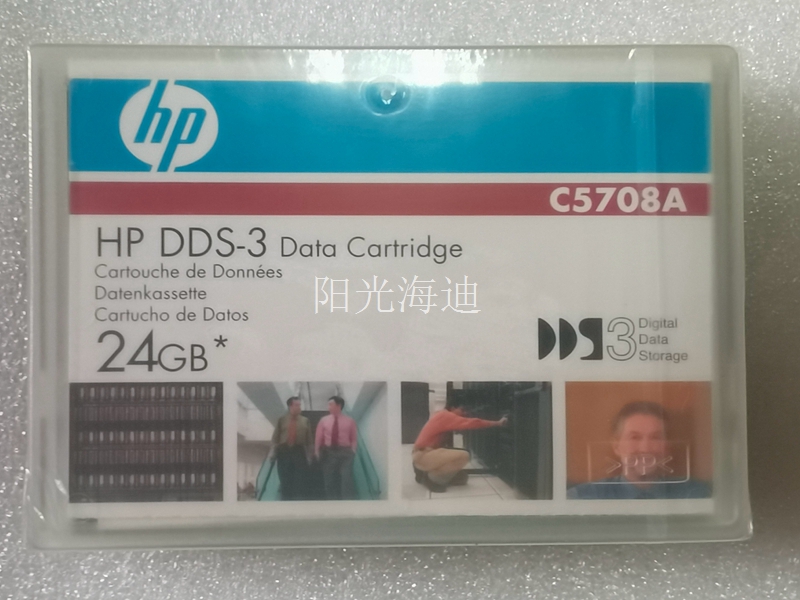 hp
C5708A
HP DDS-3 Data Cartridge
Cartouche de Données
Datenkassette
Cartucho de Datos
阳光海迪
24GB*
DDS3 Digital
Data
Storage
>PP<